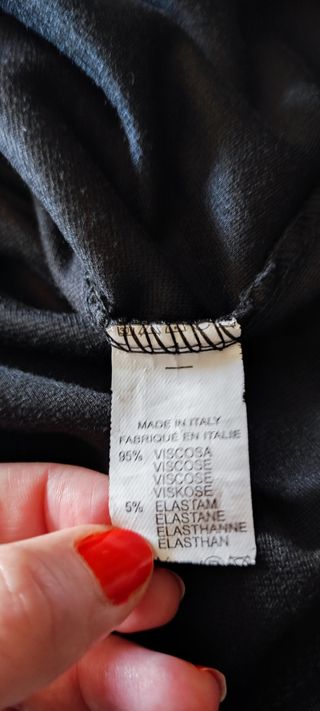 MADE IN ITALY
FABRIQUÉ EN ITALIE
95% VISCOSA
VISCOSE
VISCOSE
VISKOSE
5% ELASTAM
ELASTANE
ELASTHANNE
ELASTHAN